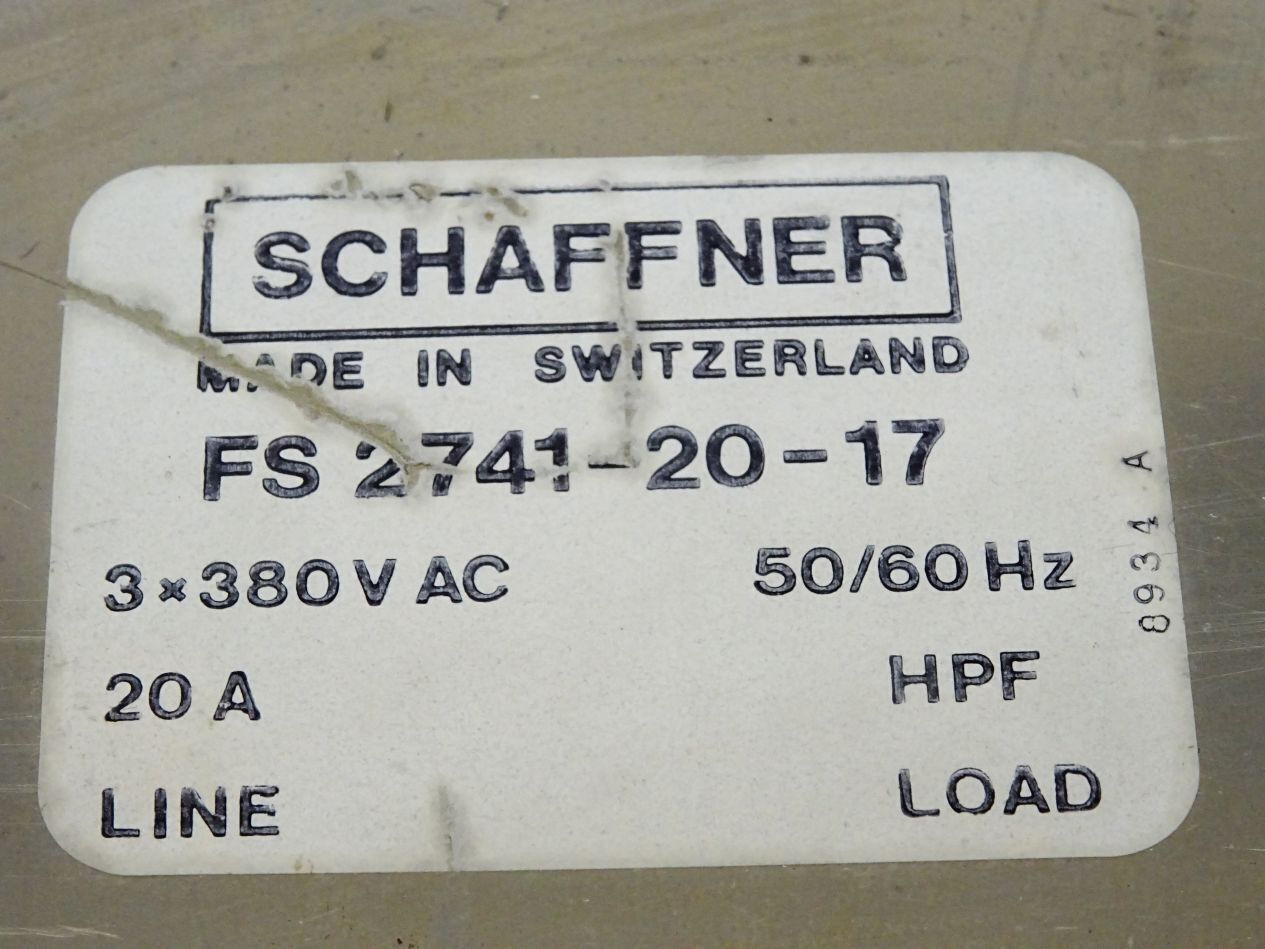 SCHAFFNER
MADE IN SWITZERLAND
FS 2741-20-17
3×380V AC 50/60Hz
20 A HPF
LINE LOAD
8934 A